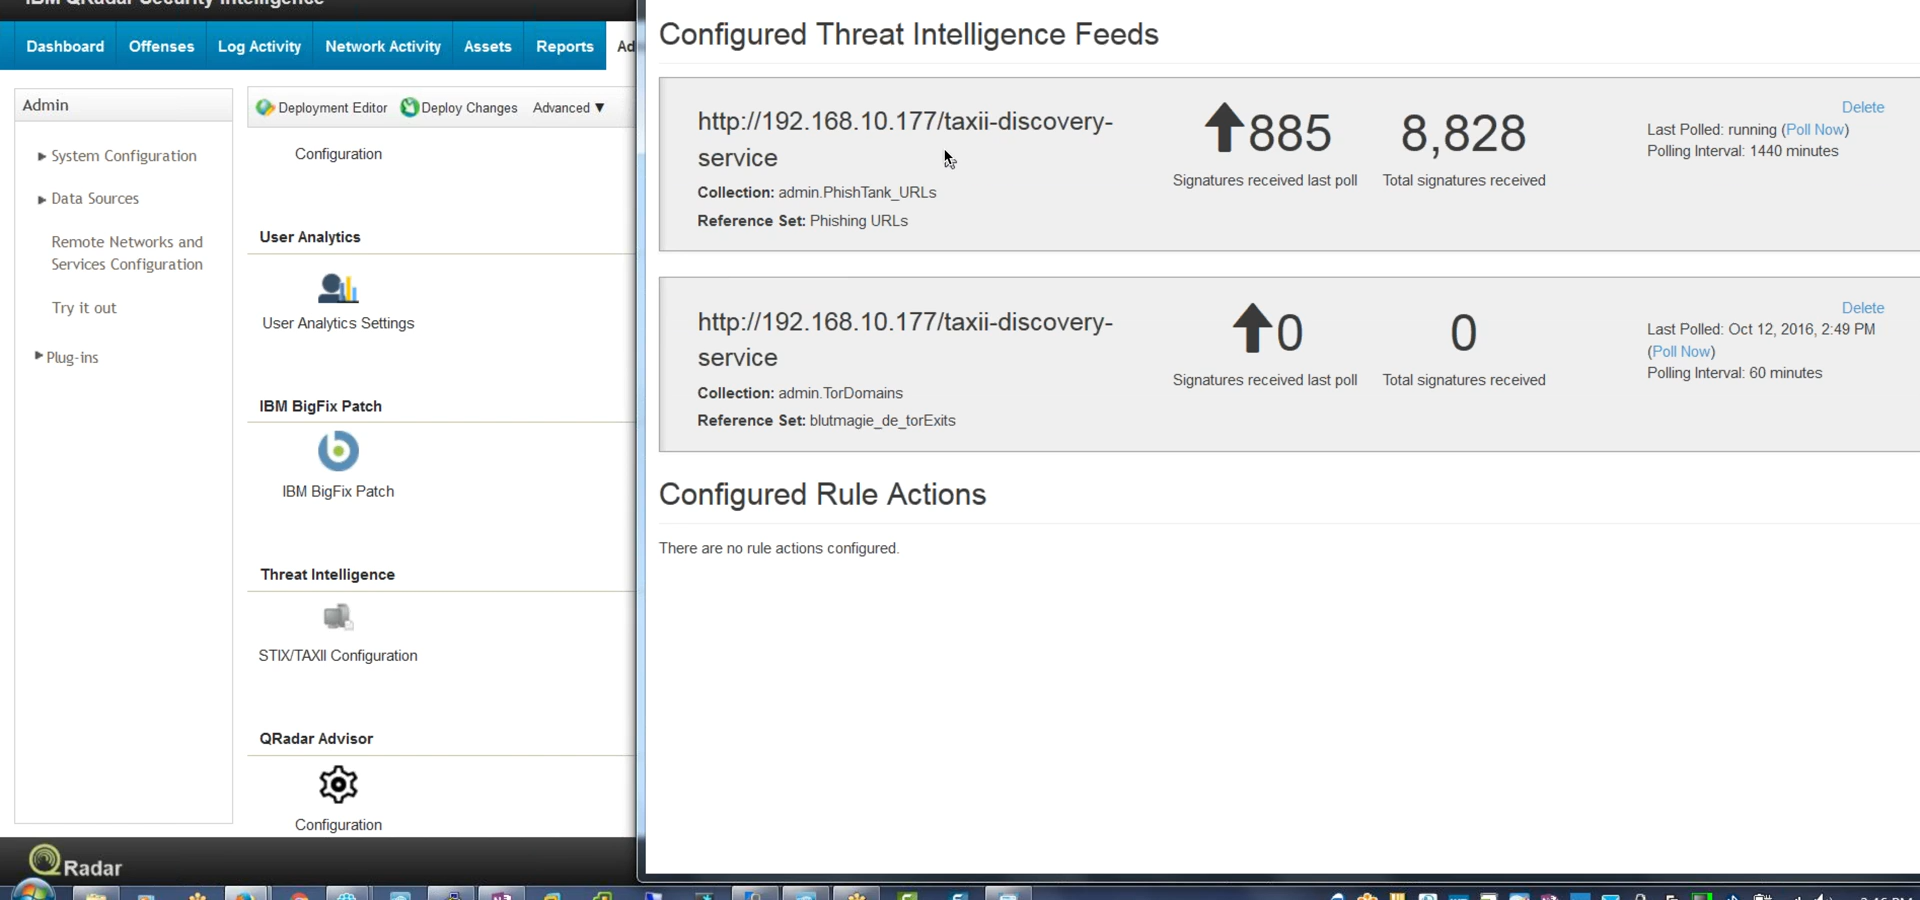 IBM QRadar Security Intelligence
Dashboard Offenses Log Activity Network Activity Assets Reports Ad
Admin
System Configuration
Data Sources
Remote Networks and
Services Configuration
Try it out
Plug-ins
Deployment Editor Deploy Changes Advanced ▼
Configuration
User Analytics
User Analytics Settings
IBM BigFix Patch
IBM BigFix Patch
Threat Intelligence
STIX/TAXII Configuration
QRadar Advisor
Configuration
QRadar
Configured Threat Intelligence Feeds
http://192.168.10.177/taxii-discovery-
service
Collection: admin.PhishTank_URLs
Reference Set: Phishing URLs
885
Signatures received last poll
8,828
Total signatures received
Delete
Last Polled: running (Poll Now)
Polling Interval: 1440 minutes
http://192.168.10.177/taxii-discovery-
service
Collection: admin.TorDomains
Reference Set: blutmagie_de_torExits
0
Signatures received last poll
0
Total signatures received
Delete
Last Polled: Oct 12, 2016, 2:49 PM
(Poll Now)
Polling Interval: 60 minutes
Configured Rule Actions
There are no rule actions configured.